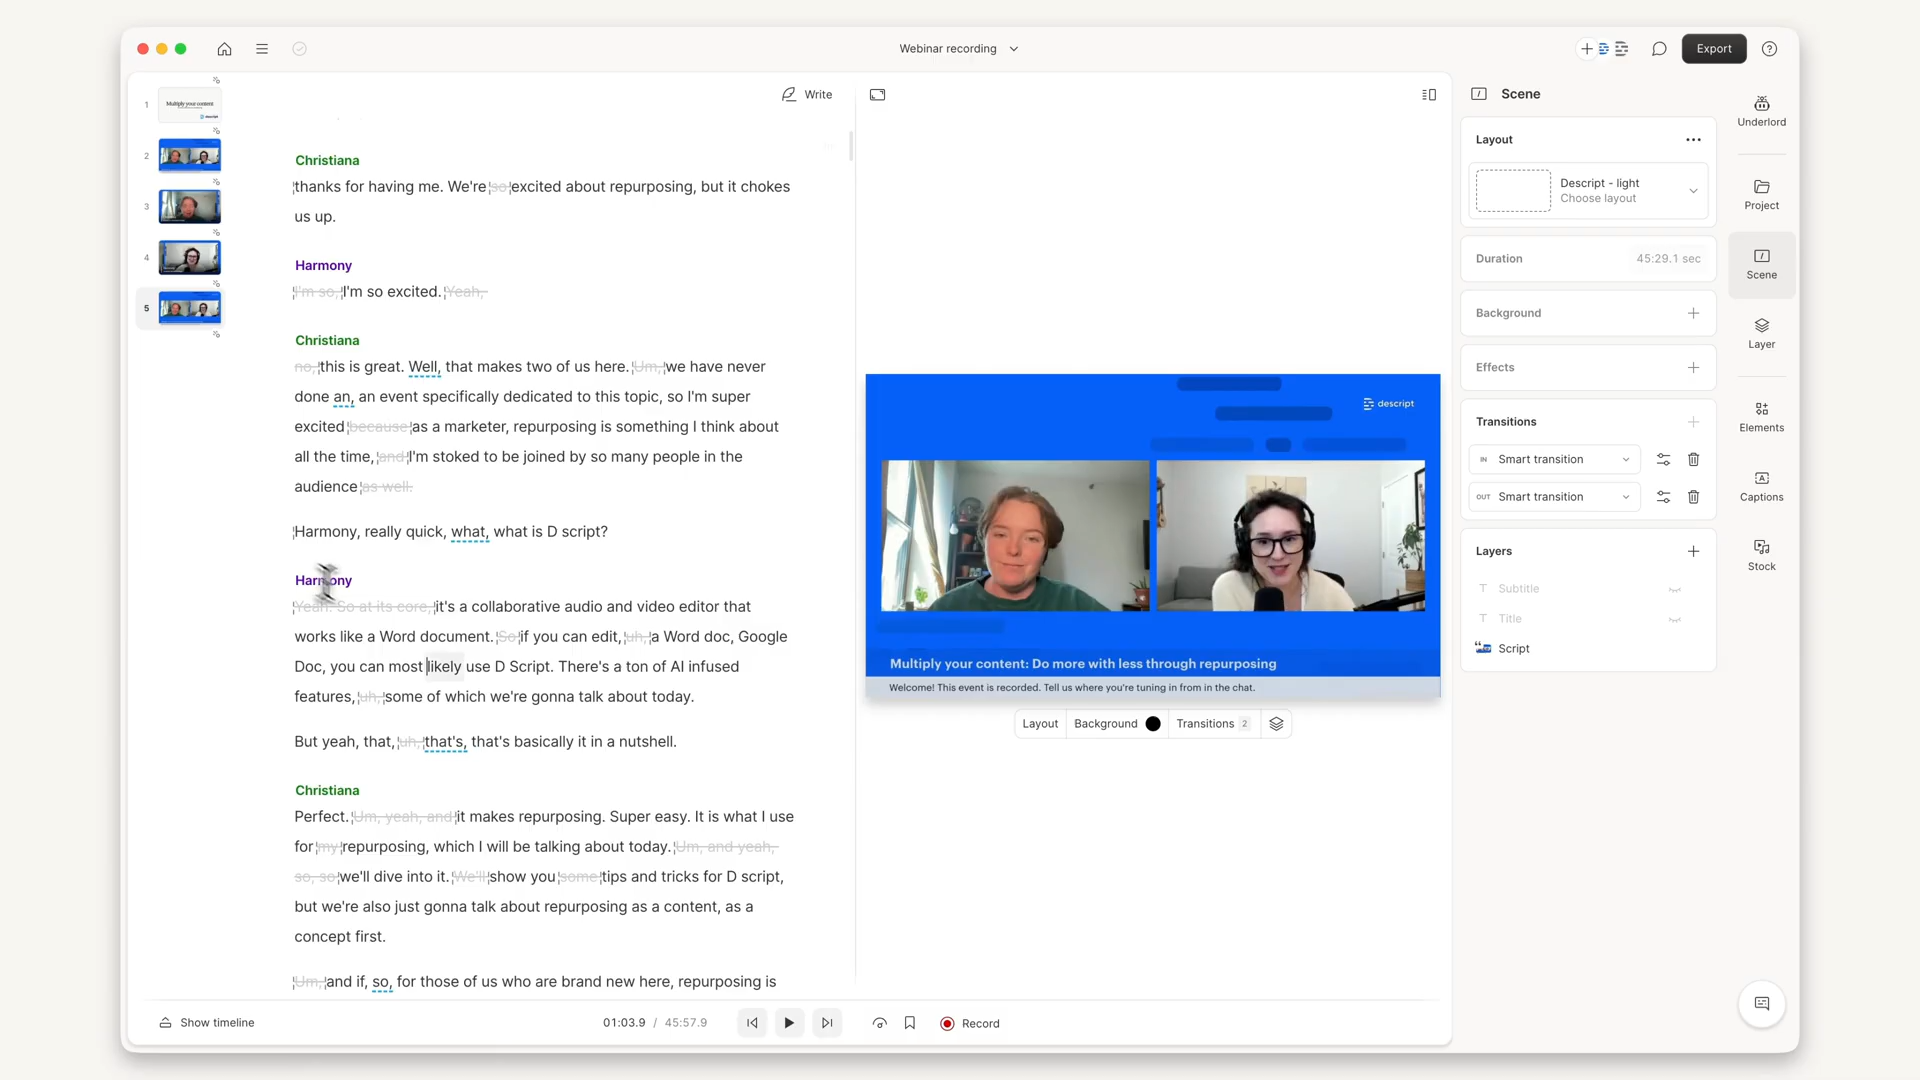 Webinar recording
Export
1
Multiply your content
descript
2
3
4
5
Write
Christiana
thanks for having me. We're so excited about repurposing, but it chokes
us up.
Harmony
I'm so, I'm so excited. Yeah,
Christiana
no, this is great. Well, that makes two of us here. Um, we have never
done an, an event specifically dedicated to this topic, so I'm super
excited because as a marketer, repurposing is something I think about
all the time, and I'm stoked to be joined by so many people in the
audience as well.
Harmony, really quick, what, what is D script?
Harmony
Yeah. So at its core, it's a collaborative audio and video editor that
works like a Word document. So if you can edit, uh, a Word doc, Google
Doc, you can most likely use D Script. There's a ton of AI infused
features, uh, some of which we're gonna talk about today.
But yeah, that, uh, that's, that's basically it in a nutshell.
Christiana
Perfect. Um, yeah, and it makes repurposing. Super easy. It is what I use
for my repurposing, which I will be talking about today. Um, and yeah,
so, so we'll dive into it. We'll show you some tips and tricks for D script,
but we're also just gonna talk about repurposing as a content, as a
concept first.
Um, and if, so, for those of us who are brand new here, repurposing is
descript
Multiply your content: Do more with less through repurposing
Welcome! This event is recorded. Tell us where you're tuning in from in the chat.
Layout
Background
Transitions 2
Scene
Layout
Descript - light
Choose layout
Duration
45:29.1 sec
Background
Effects
Transitions
IN Smart transition
OUT Smart transition
Layers
Subtitle
Title
Script
Underlord
Project
Scene
Layer
Elements
Captions
Stock
Show timeline
01:03.9 / 45:57.9
Record